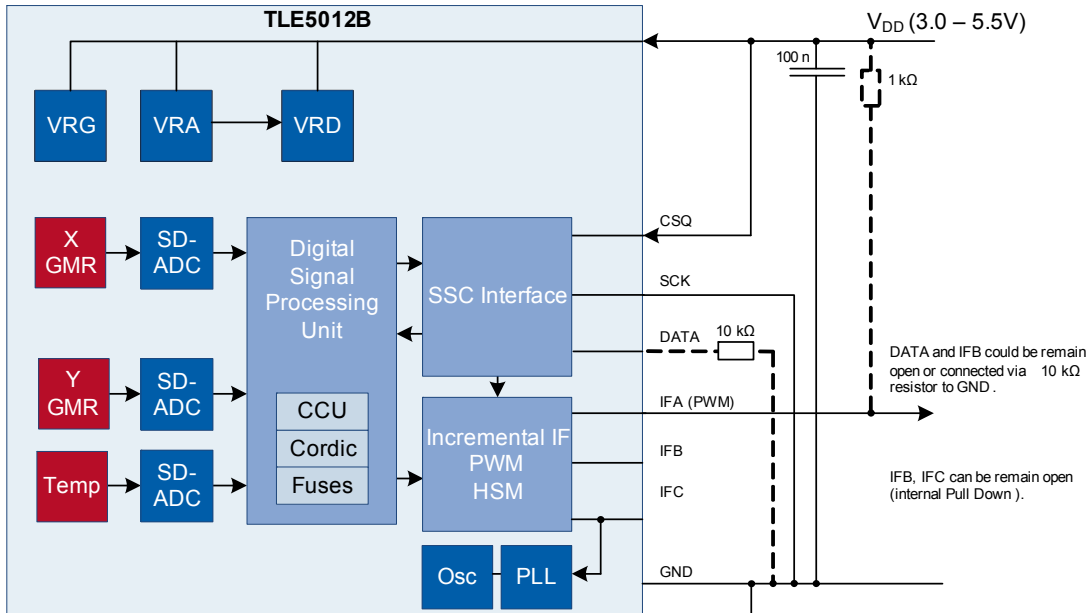 TLE5012B
VDD (3.0 – 5.5V)
100 n
1 kΩ
VRG
VRA
VRD
CSQ
X
GMR
SD-
ADC
Digital
Signal
Processing
Unit
SSC Interface
SCK
DATA
10 kΩ
DATA and IFB could be remain
open or connected via 10 kΩ
resistor to GND .
Y
GMR
SD-
ADC
CCU
Cordic
Fuses
Incremental IF
PWM
HSM
IFA (PWM)
IFB
IFC
IFB, IFC can be remain open
(internal Pull Down ).
Temp
SD-
ADC
Osc
PLL
GND